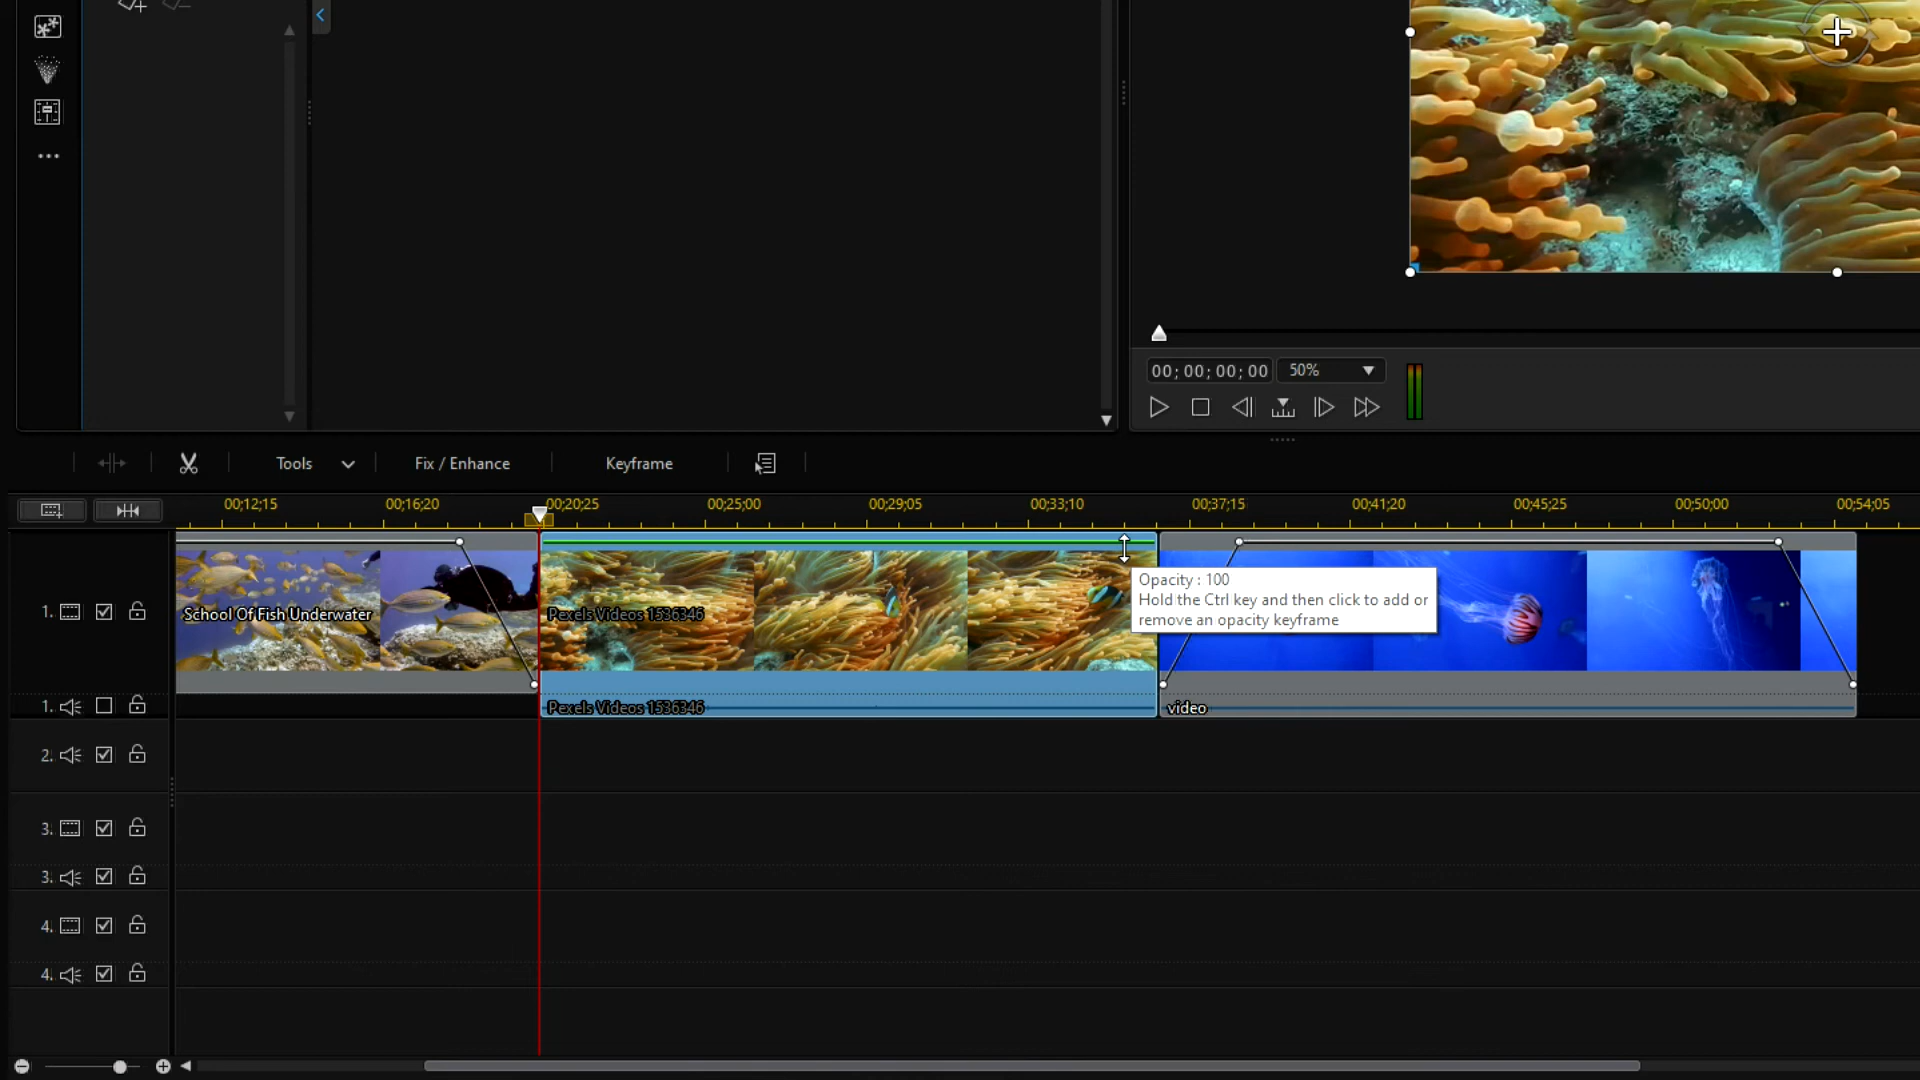 00;00;00;00 50%
Tools Fix / Enhance Keyframe
00;12;15 00;16;20 00;20;25 00;25;00 00;29;05 00;33;10 00;37;15 00;41;20 00;45;25 00;50;00 00;54;05
Opacity : 100
Hold the Ctrl key and then click to add or
remove an opacity keyframe
1. School Of Fish Underwater Pexels Videos 1536346
1. Pexels Videos 1536346 video
2.
3.
3.
4.
4.